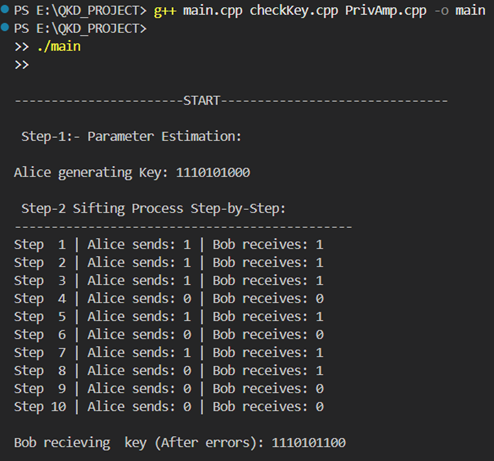 PS E:\QKD_PROJECT> g++ main.cpp checkKey.cpp PrivAmp.cpp -o main
PS E:\QKD_PROJECT>
>> ./main
>>
------------------------START--------------------------------
Step-1:- Parameter Estimation:
Alice generating Key: 1110101000
Step-2 Sifting Process Step-by-Step:
------------------------------------------------
Step  1 | Alice sends: 1 | Bob receives: 1
Step  2 | Alice sends: 1 | Bob receives: 1
Step  3 | Alice sends: 1 | Bob receives: 1
Step  4 | Alice sends: 0 | Bob receives: 0
Step  5 | Alice sends: 1 | Bob receives: 1
Step  6 | Alice sends: 0 | Bob receives: 0
Step  7 | Alice sends: 1 | Bob receives: 1
Step  8 | Alice sends: 0 | Bob receives: 1
Step  9 | Alice sends: 0 | Bob receives: 0
Step 10 | Alice sends: 0 | Bob receives: 0
Bob recieving  key (After errors): 1110101100